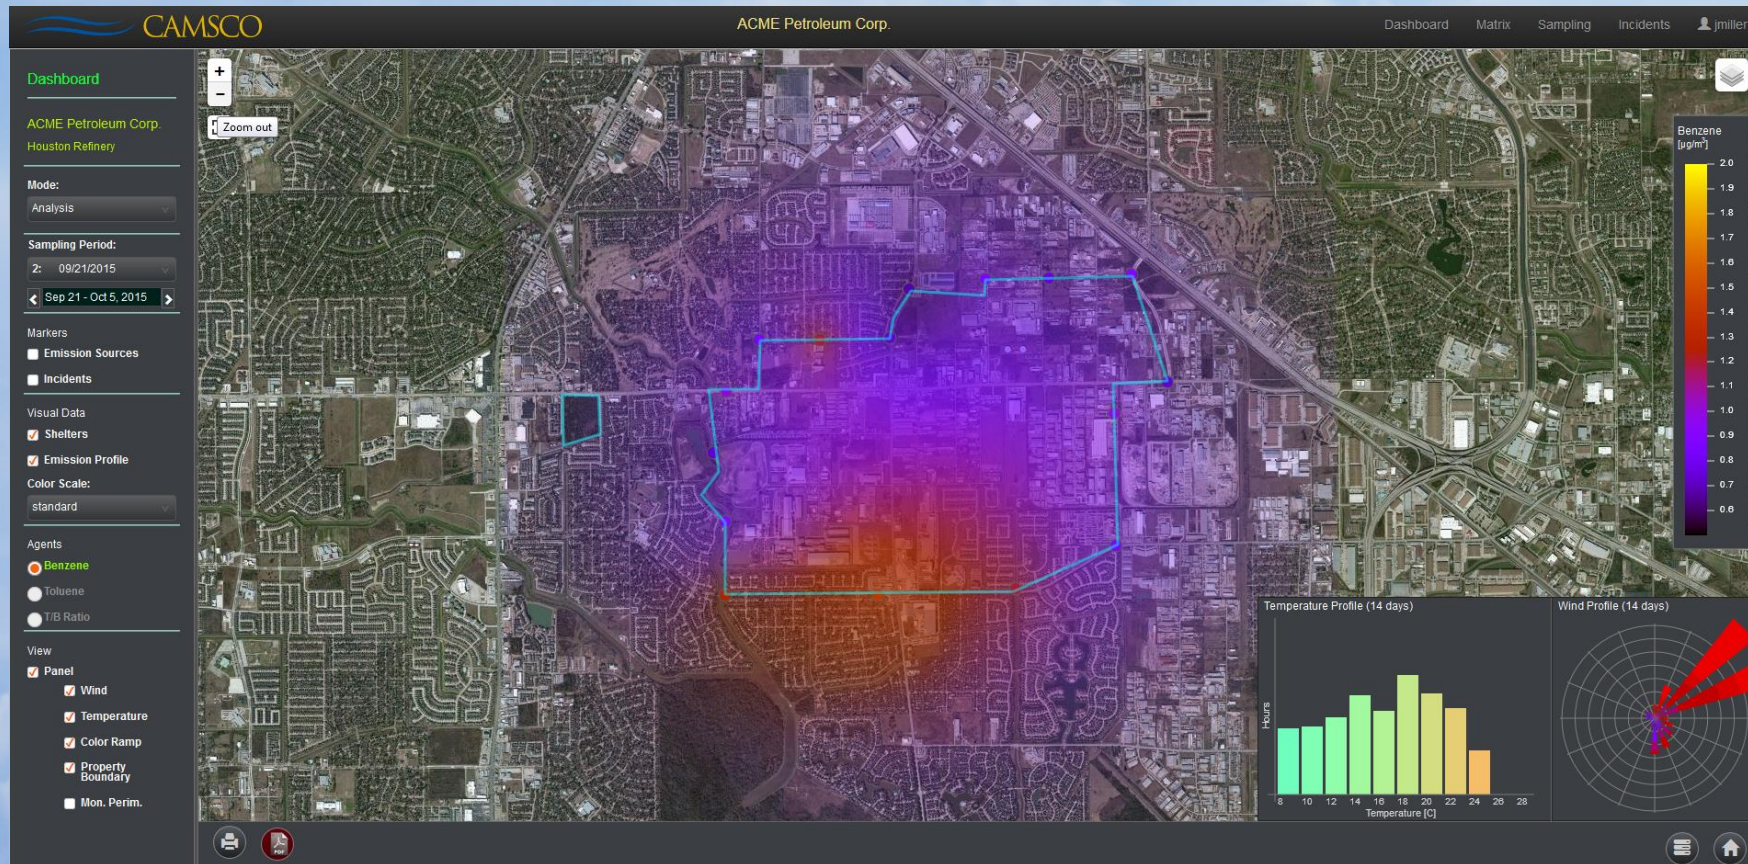 CAMSCO
ACME Petroleum Corp.
Dashboard Matrix Sampling Incidents jmiller
Dashboard
ACME Petroleum Corp.
Houston Refinery
Mode:
Analysis
Sampling Period:
2: 09/21/2015
Sep 21 - Oct 5, 2015
Markers
Emission Sources
Incidents
Visual Data
Shelters
Emission Profile
Color Scale:
standard
Agents
Benzene
Toluene
T/B Ratio
View
Panel
Wind
Temperature
Color Ramp
Property
Boundary
Mon. Perim.
+
−
Zoom out
Benzene
[µg/m³]
2.0
1.9
1.8
1.7
1.6
1.5
1.4
1.3
1.2
1.1
1.0
0.9
0.8
0.7
0.6
Temperature Profile (14 days)
Hours
8 10 12 14 16 18 20 22 24 26 28
Temperature [C]
Wind Profile (14 days)
PDF